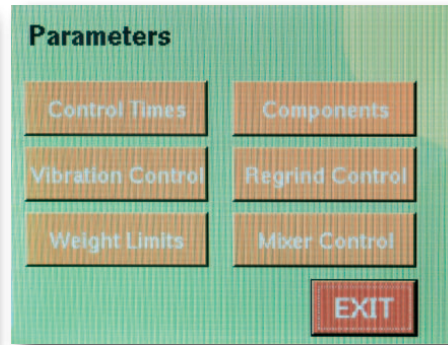 Parameters
Control Times
Components
Vibration Control
Regrind Control
Weight Limits
Mixer Control
EXIT